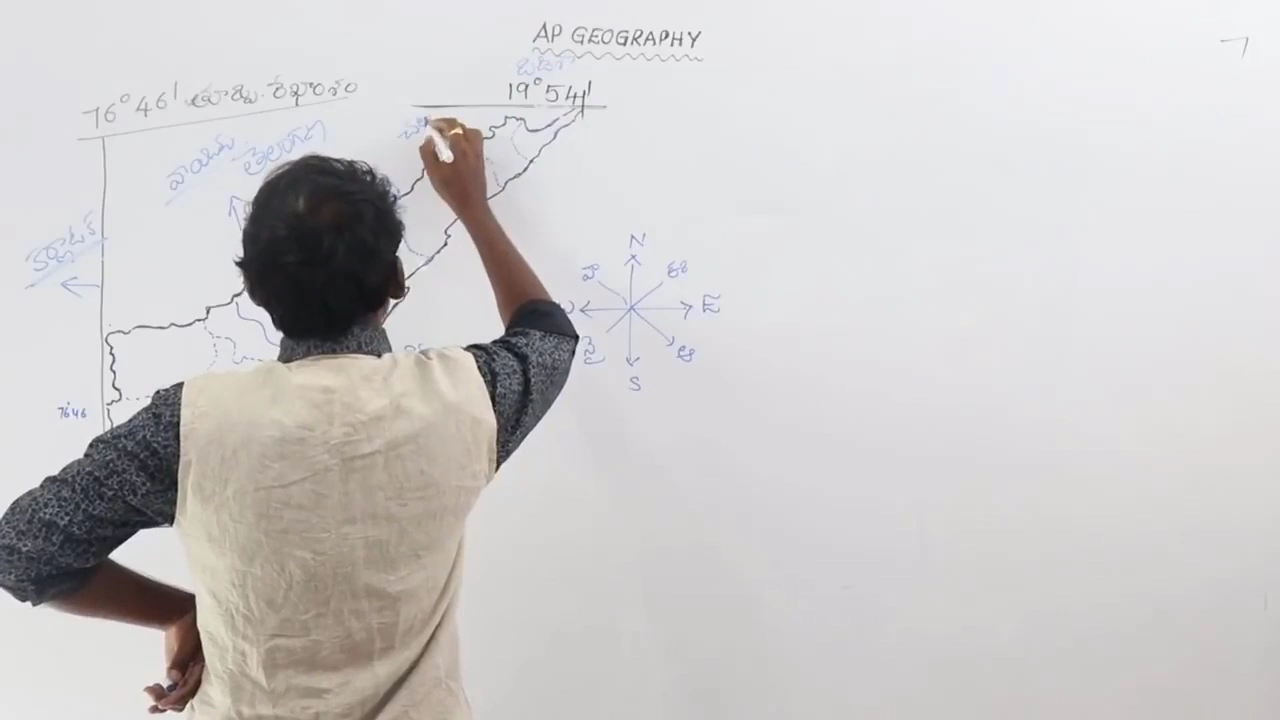 AP GEOGRAPHY
19° 54'
76° 46' తూర్పు రేఖాంశం
వాయువ్య
తెలంగాణ
కర్ణాటక
N
వా
ఈ
E
నై
ఆ
S
7646